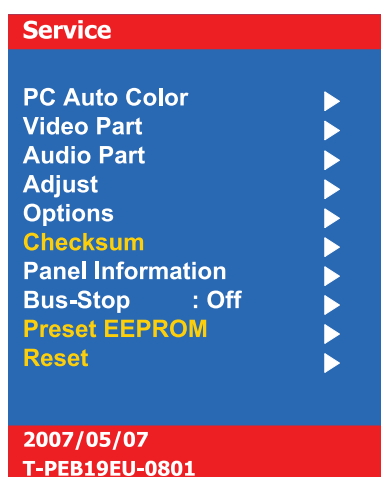 Service
PC Auto Color
Video Part
Audio Part
Adjust
Options
Checksum
Panel Information
Bus-Stop : Off
Preset EEPROM
Reset
2007/05/07
T-PEB19EU-0801